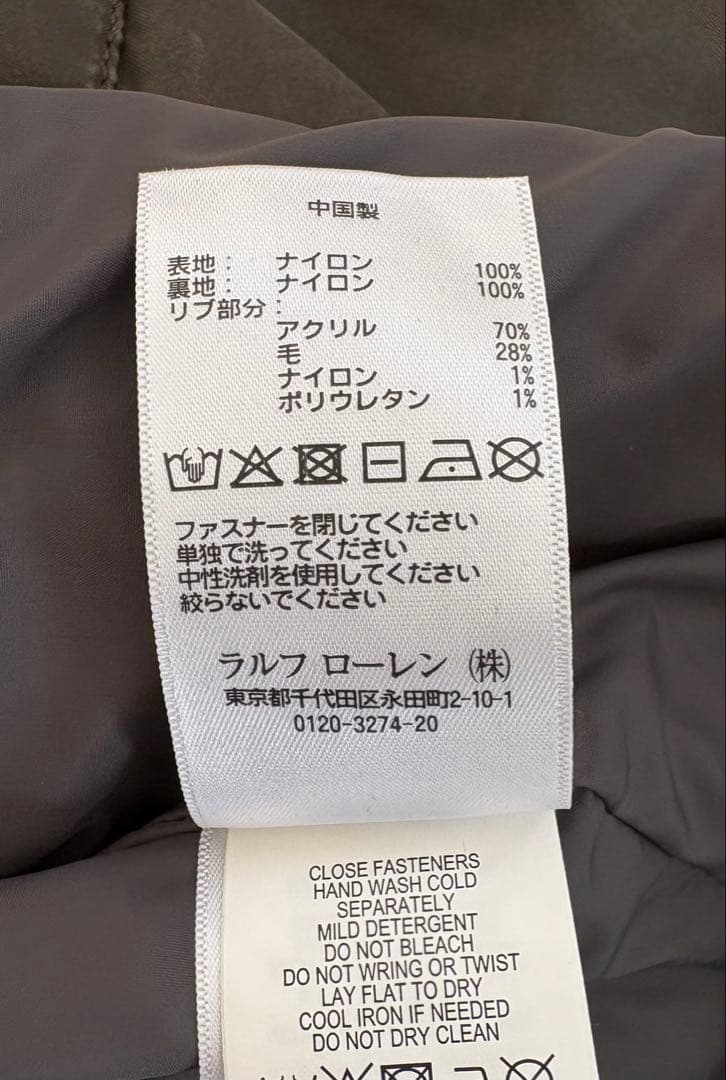 中国製
表地： ナイロン 100%
裏地： ナイロン 100%
リブ部分：
アクリル 70%
毛 28%
ナイロン 1%
ポリウレタン 1%
ファスナーを閉じてください
単独で洗ってください
中性洗剤を使用してください
絞らないでください
ラルフ ローレン（株）
東京都千代田区永田町2-10-1
0120-3274-20
CLOSE FASTENERS
HAND WASH COLD
SEPARATELY
MILD DETERGENT
DO NOT BLEACH
DO NOT WRING OR TWIST
LAY FLAT TO DRY
COOL IRON IF NEEDED
DO NOT DRY CLEAN